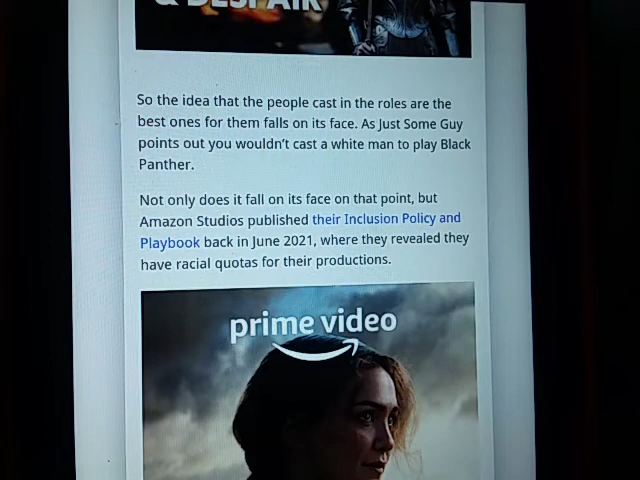 & DESPAIR
So the idea that the people cast in the roles are the
best ones for them falls on its face. As Just Some Guy
points out you wouldn't cast a white man to play Black
Panther.
Not only does it fall on its face on that point, but
Amazon Studios published their Inclusion Policy and
Playbook back in June 2021, where they revealed they
have racial quotas for their productions.
prime video